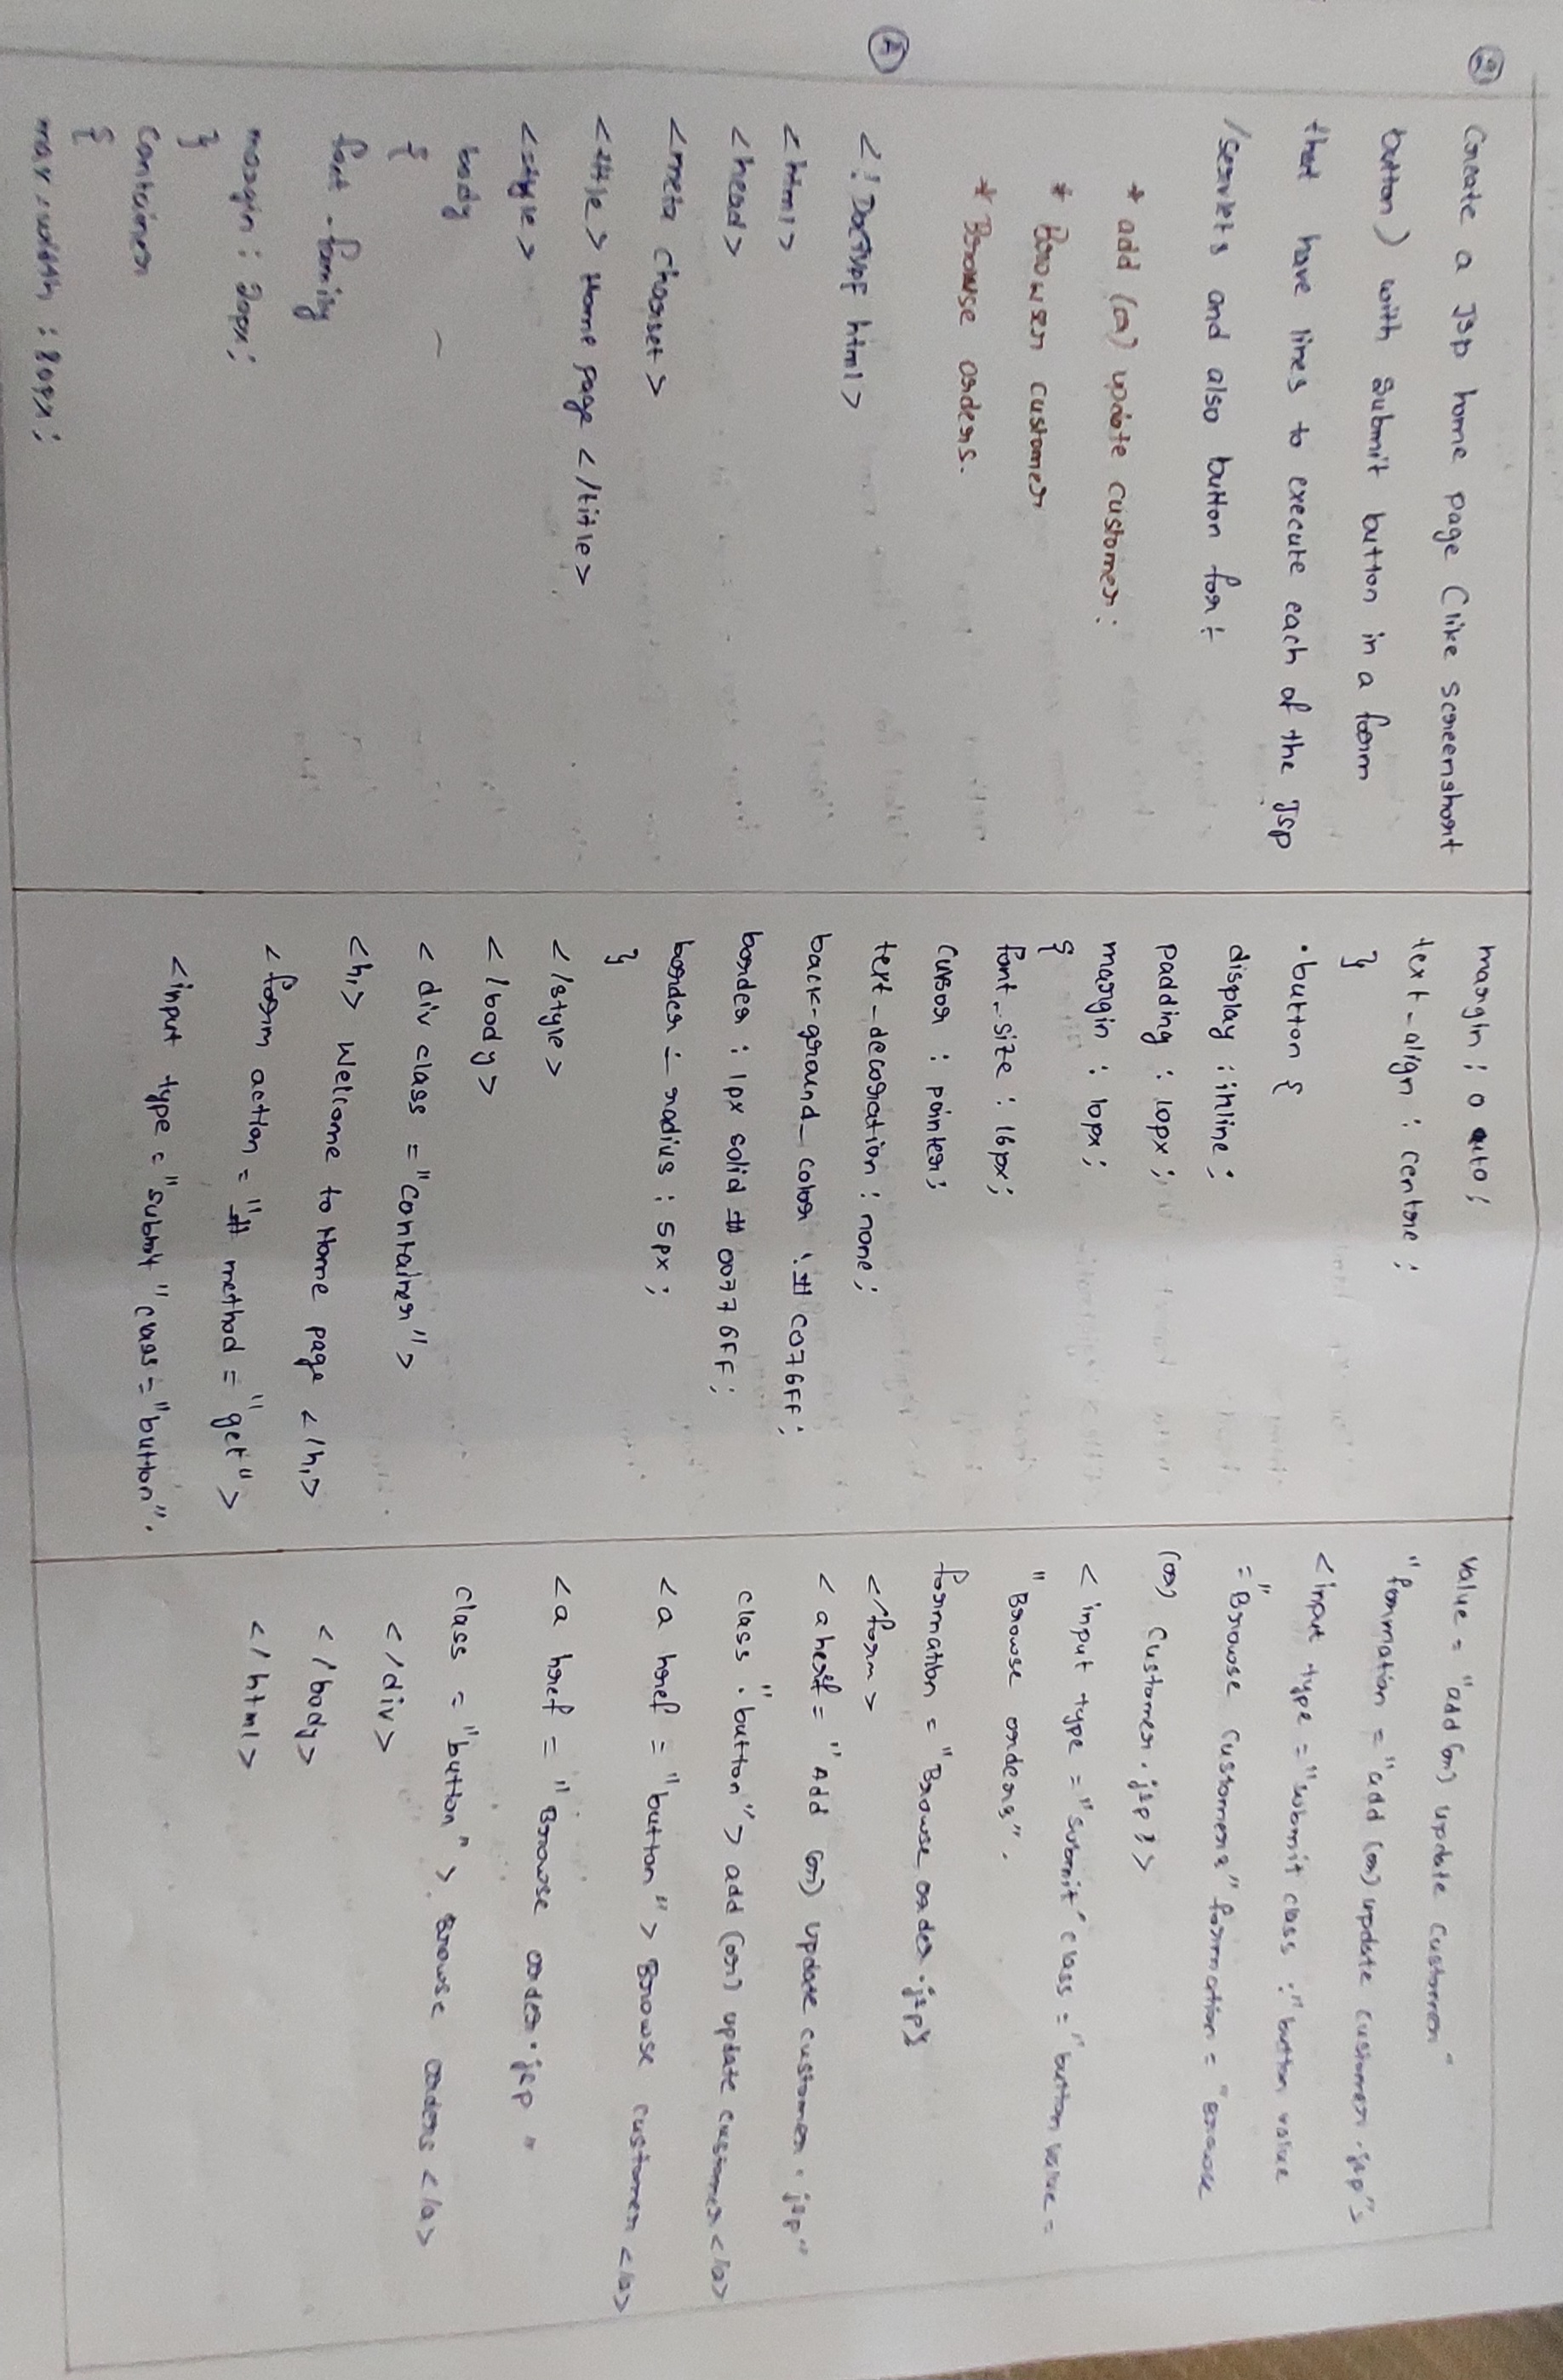 2) Create a Jsp home page (like screenshort
button) with submit button in a form
that have lines to execute each of the Jsp
/servlets and also button for :-
* add (or) update customer :
* Browser customer
* Browse orders.
A) <! Doctype html>
<html>
<head>
<meta charset>
<title> Home page </title>
<style>
body
{
font - family
margin : 20px;
}
container
{
max-width : 80px;
margin : 0 auto;
text-align : centre;
}
.button {
display : inline;
padding : 10px;
margin : 10px;
}
font-size : 16px;
cursor : pointer;
text-decoration : none;
back-ground_color : # C076FF;
border : 1px solid # 0077 6FF;
border - radius : 5px;
}
</style>
</body>
<div class = "container">
<h1> Wellcome to Home page </h1>
<form action = "# method = "get">
<input type = "submit" class = "button".
value = "add (or) update customer"
"formation = "add (or) update customer.jsp"s
<input type = "submit class : "button value
= "Browse customers" formation = "Browse
(or) customer.jsp}>
<input type = "submit' class = "button value =
"Browse orders".
formation = "Browse order.jsp}
</form>
<a href = "Add (or) update customer.jsp"
class : "button"> add (or) update customer </a>
<a href = "button"> Browse customer </a>
<a href = "Browse order.jsp"
class = "button" > Browse orders </a>
</div>
</body>
</html>